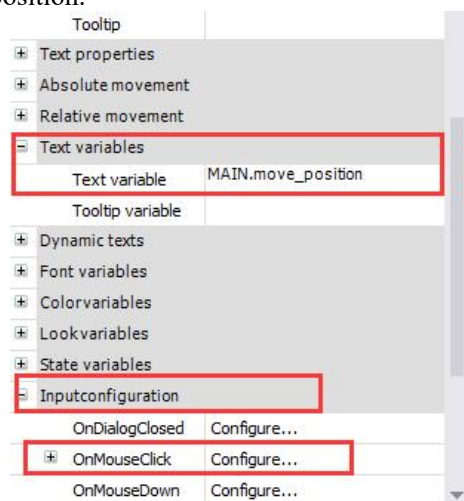 position.
Tooltip
Text properties
Absolute movement
Relative movement
Text variables
Text variable MAIN.move_position
Tooltip variable
Dynamic texts
Font variables
Colorvariables
Lookvariables
State variables
Inputconfiguration
OnDialogClosed Configure...
OnMouseClick Configure...
OnMouseDown Configure...